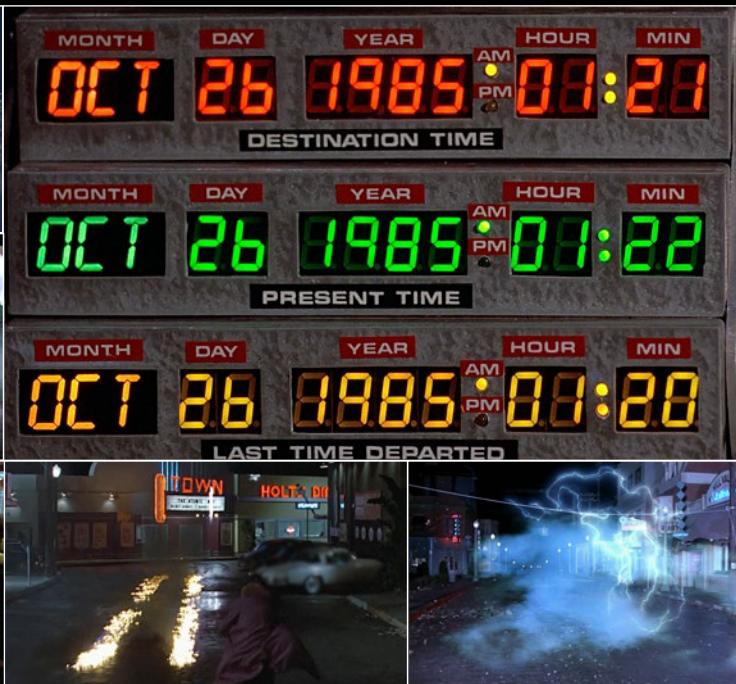 MONTH DAY YEAR AM HOUR MIN
OCT 26 1985 PM 01:21
DESTINATION TIME
MONTH DAY YEAR AM HOUR MIN
OCT 26 1985 PM 01:22
PRESENT TIME
MONTH DAY YEAR AM HOUR MIN
OCT 26 1985 PM 01:20
LAST TIME DEPARTED
TOWN
HOLT DI